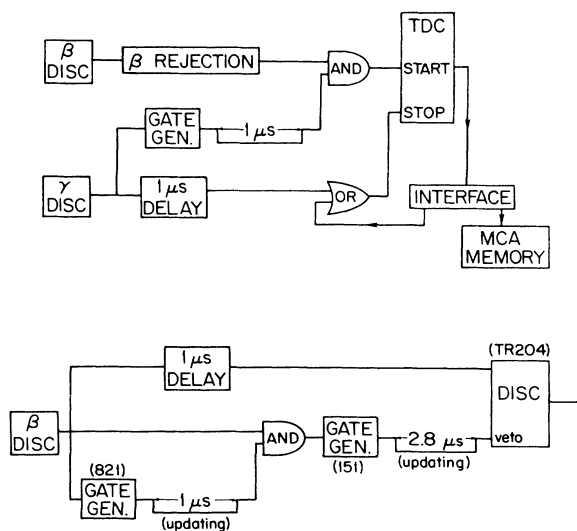 β
DISC
β REJECTION
AND
TDC
START
STOP
GATE
GEN.
1 μs
γ
DISC
1 μs
DELAY
OR
INTERFACE
MCA
MEMORY
1 μs
DELAY
(TR204)
DISC
veto
β
DISC
AND
GATE
GEN.
(151)
2.8 μs
(updating)
(821)
GATE
GEN.
1 μs
(updating)